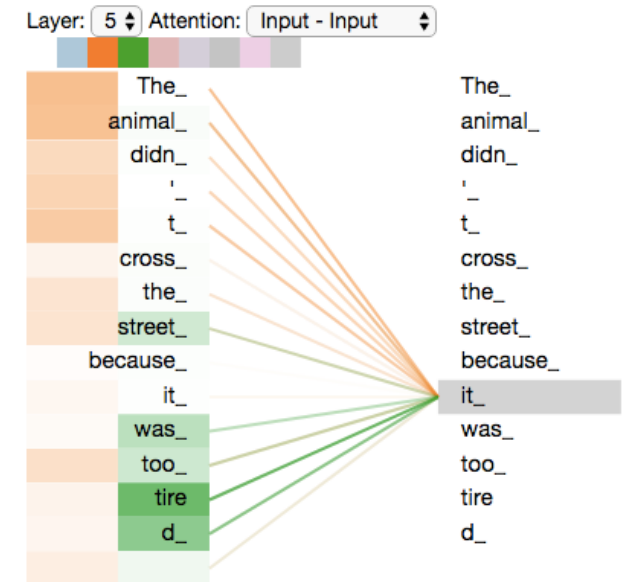 Layer: 5 Attention: Input - Input
The_ The_
animal_ animal_
didn_ didn_
'_ '_
t_ t_
cross_ cross_
the_ the_
street_ street_
because_ because_
it_ it_
was_ was_
too_ too_
tire tire
d_ d_